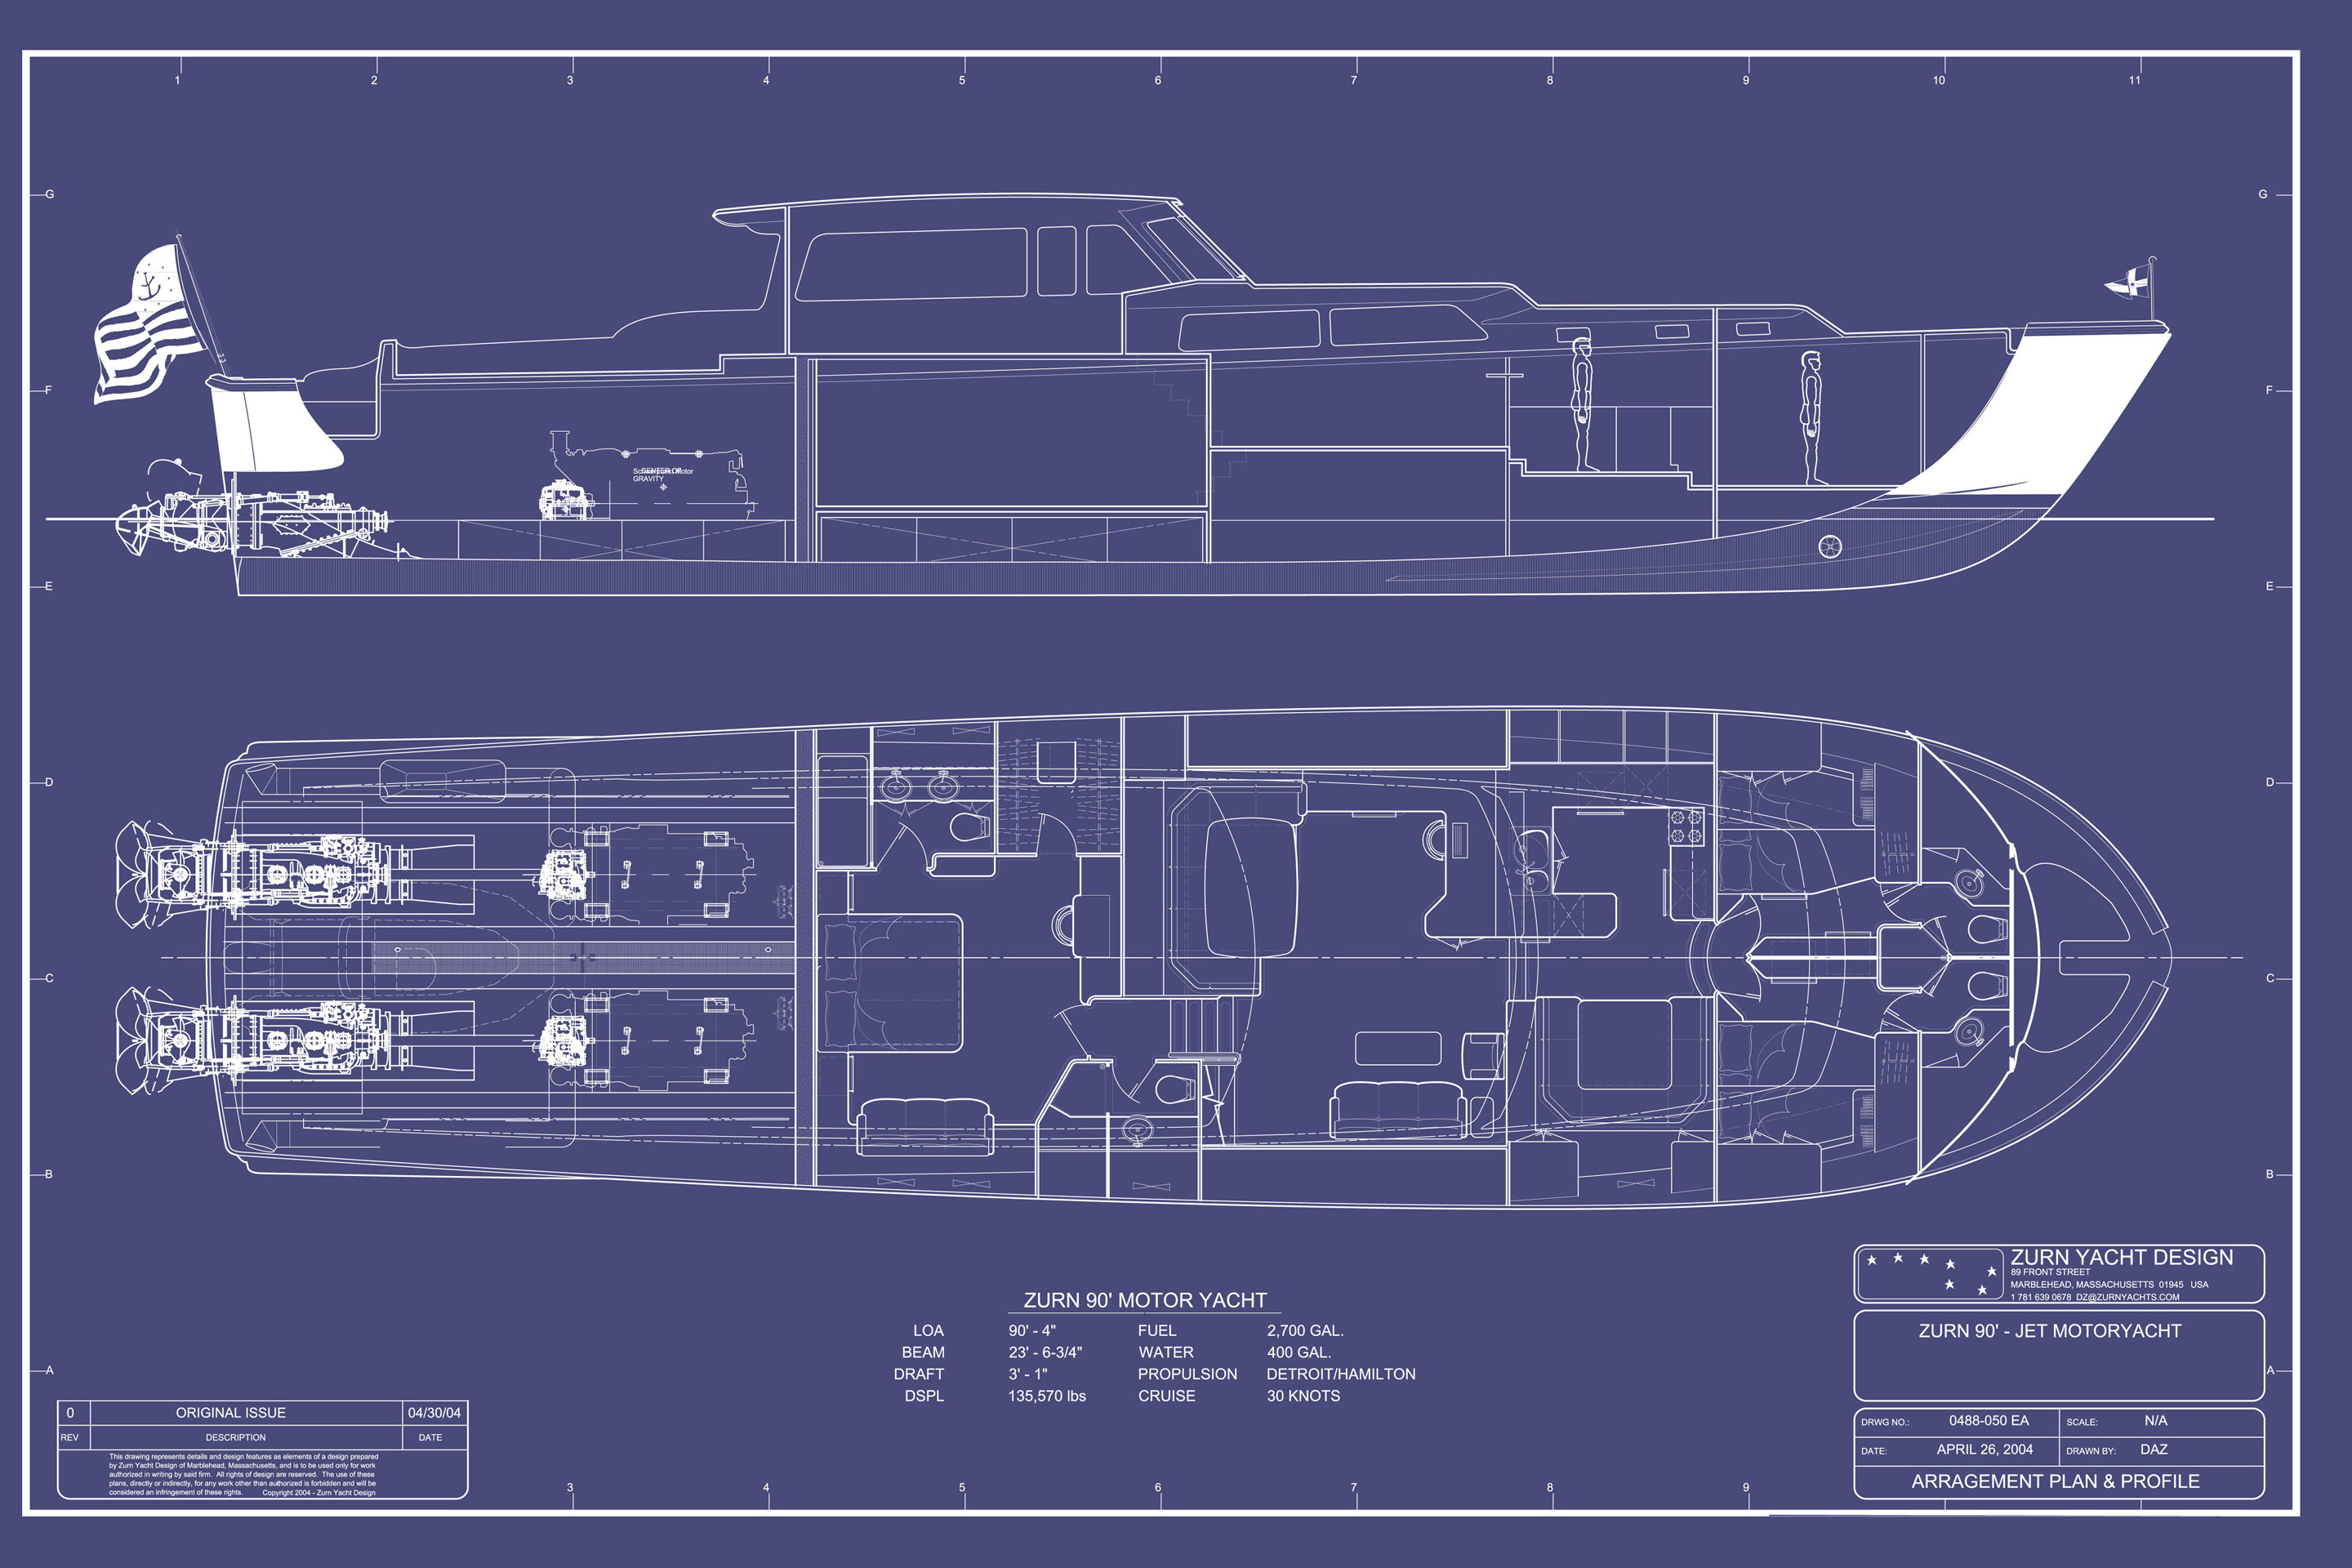 1 2 3 4 5 6 7 8 9 10 11
G G
F F
Motor
GRAVITY
E E
D D
C C
B B
ZURN YACHT DESIGN
89 FRONT STREET
MARBLEHEAD, MASSACHUSETTS 01945 USA
1 781 639 0678 DZ@ZURNYACHTS.COM
ZURN 90' MOTOR YACHT
LOA 90' - 4" FUEL 2,700 GAL.
BEAM 23' - 6-3/4" WATER 400 GAL.
DRAFT 3' - 1" PROPULSION DETROIT/HAMILTON
DSPL 135,570 lbs CRUISE 30 KNOTS
ZURN 90' - JET MOTORYACHT
A A
0 ORIGINAL ISSUE 04/30/04
REV DESCRIPTION DATE
This drawing represents details and design features as elements of a design prepared
by Zurn Yacht Design of Marblehead, Massachusetts, and is to be used only for work
authorized in writing by said firm. All rights of design are reserved. The use of these
plans, directly or indirectly, for any work other than authorized is forbidden and will be
considered an infringement of these rights. Copyright 2004 - Zurn Yacht Design
DRWG NO.: 0488-050 EA SCALE: N/A
DATE: APRIL 26, 2004 DRAWN BY: DAZ
ARRAGEMENT PLAN & PROFILE
3 4 5 6 7 8 9